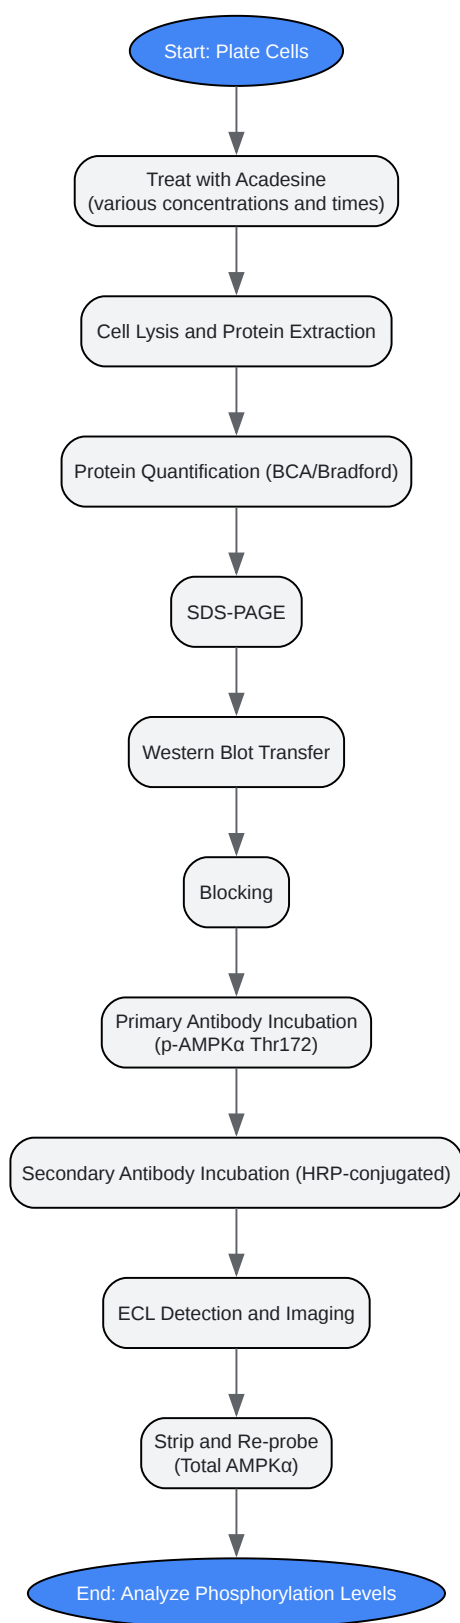 Start: Plate Cells
Treat with Acadesine
(various concentrations and times)
Cell Lysis and Protein Extraction
Protein Quantification (BCA/Bradford)
SDS-PAGE
Western Blot Transfer
Blocking
Primary Antibody Incubation
(p-AMPKα Thr172)
Secondary Antibody Incubation (HRP-conjugated)
ECL Detection and Imaging
Strip and Re-probe
(Total AMPKα)
End: Analyze Phosphorylation Levels